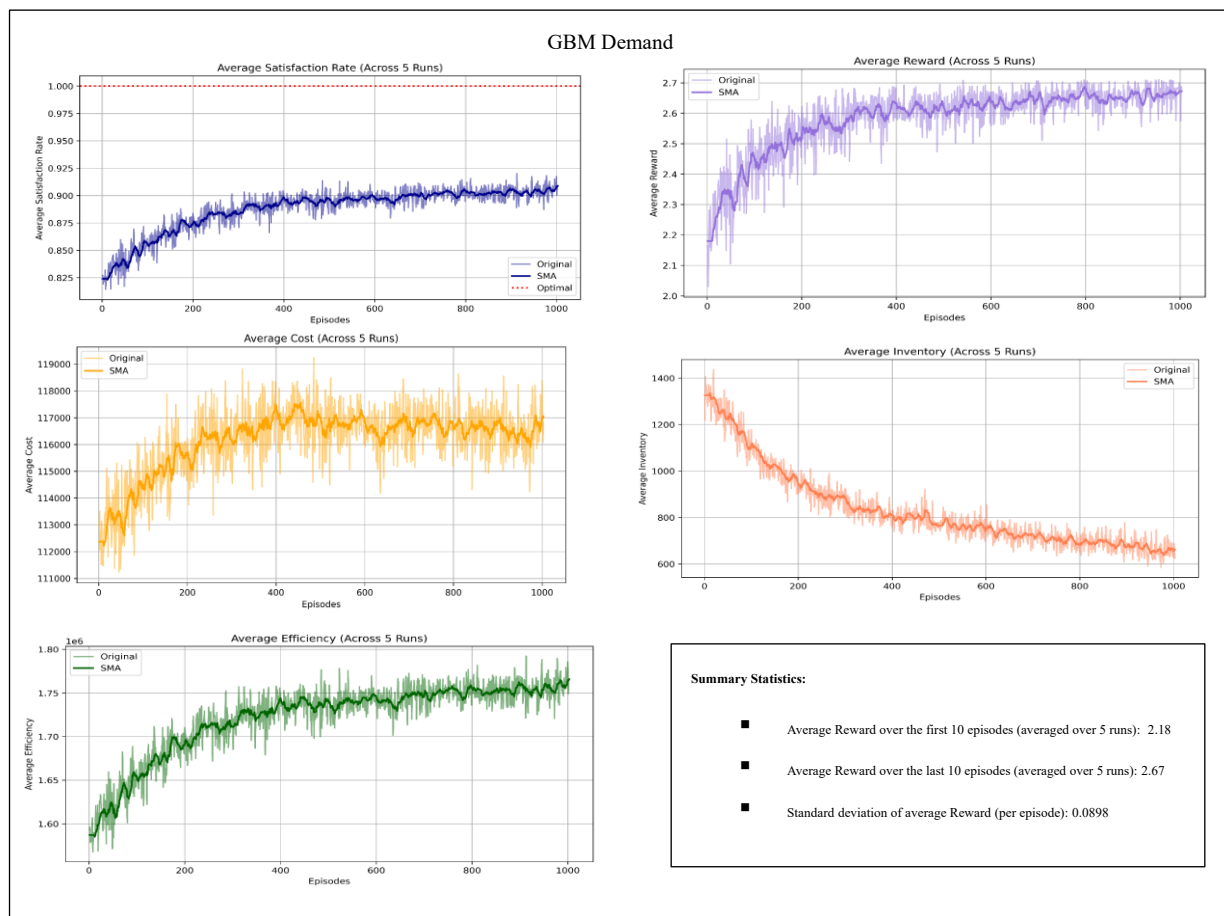 GBM Demand
Average Satisfaction Rate (Across 5 Runs)
1.000
0.975
0.950
0.925
0.900
0.875
0.850
0.825
Average Satisfaction Rate
Original
SMA
Optimal
0 200 400 600 800 1000
Episodes
Average Reward (Across 5 Runs)
Original
SMA
2.7
2.6
2.5
2.4
2.3
2.2
2.1
2.0
Average Reward
0 200 400 600 800 1000
Episodes
Average Cost (Across 5 Runs)
Original
SMA
119000
118000
117000
116000
115000
114000
113000
112000
111000
Average Cost
0 200 400 600 800 1000
Episodes
Average Inventory (Across 5 Runs)
Original
SMA
1400
1200
1000
800
600
Average Inventory
0 200 400 600 800 1000
Episodes
Average Efficiency (Across 5 Runs)
1e6
Original
SMA
1.80
1.75
1.70
1.65
1.60
Average Efficiency
0 200 400 600 800 1000
Episodes
Summary Statistics:
■ Average Reward over the first 10 episodes (averaged over 5 runs): 2.18
■ Average Reward over the last 10 episodes (averaged over 5 runs): 2.67
■ Standard deviation of average Reward (per episode): 0.0898